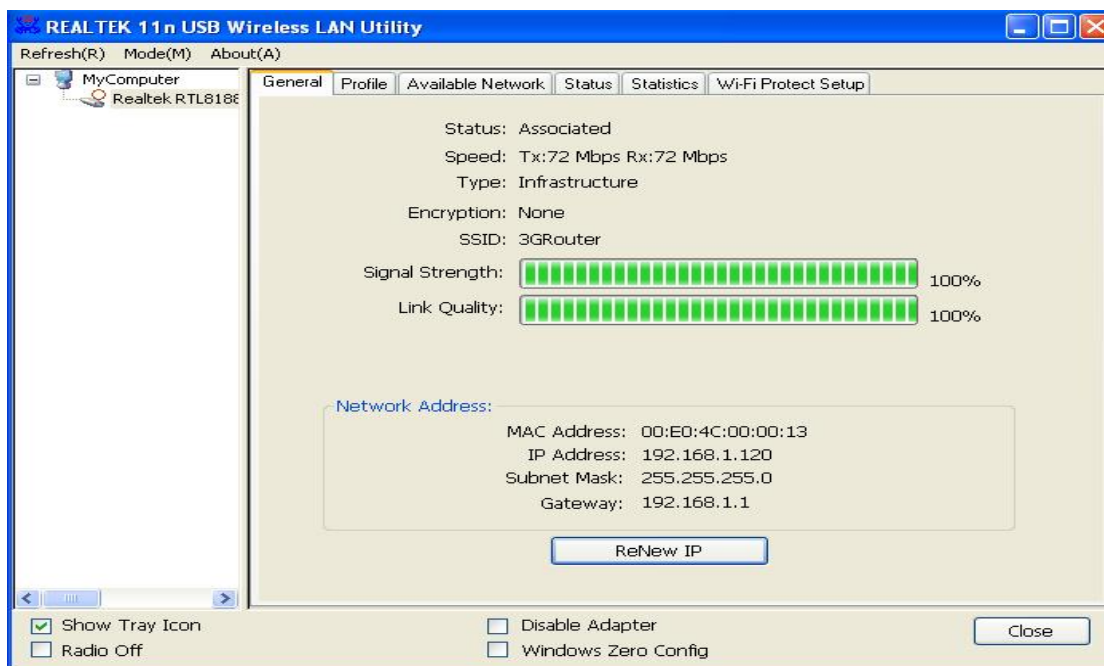 REALTEK 11n USB Wireless LAN Utility
Refresh(R) Mode(M) About(A)
MyComputer
Realtek RTL8188
General Profile Available Network Status Statistics Wi-Fi Protect Setup
Status: Associated
Speed: Tx:72 Mbps Rx:72 Mbps
Type: Infrastructure
Encryption: None
SSID: 3GRouter
Signal Strength: 100%
Link Quality: 100%
Network Address:
MAC Address: 00:E0:4C:00:00:13
IP Address: 192.168.1.120
Subnet Mask: 255.255.255.0
Gateway: 192.168.1.1
ReNew IP
Show Tray Icon Disable Adapter
Radio Off Windows Zero Config
Close